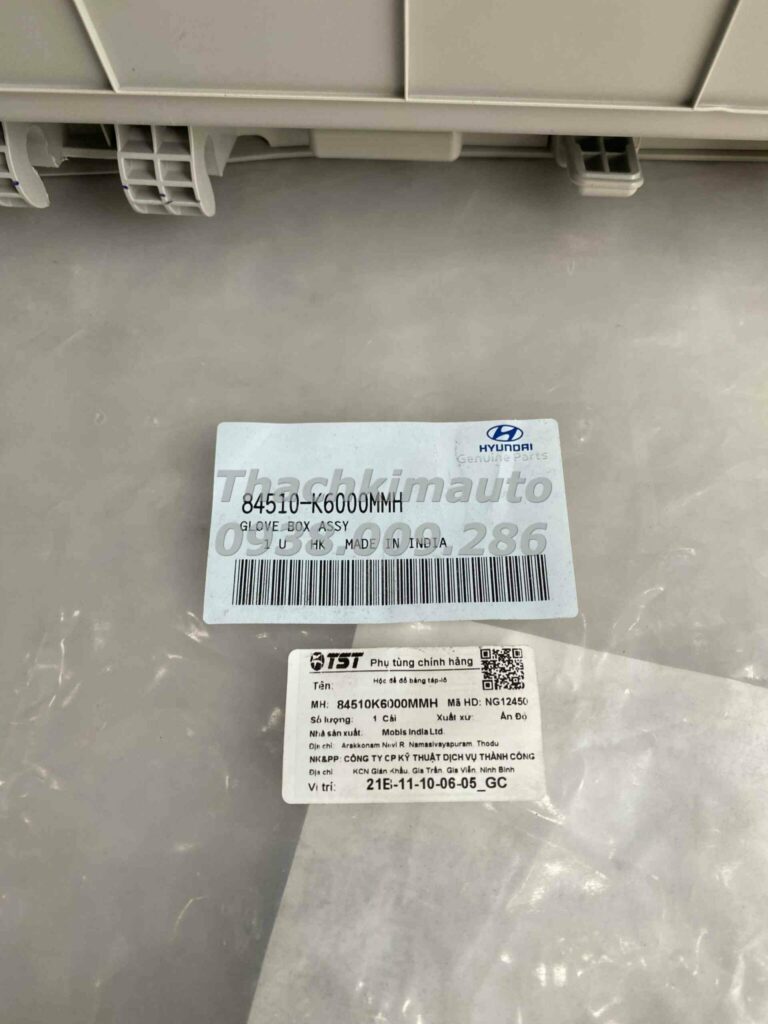 HYUNDAI
Genuine Parts
Thachkimauto
84510-K6000MMH
GLOVE BOX ASSY
0938.009.286
1 U HK MADE IN INDIA
TST Phụ tùng chính hãng
Tên: Hộc để đồ bảng táp-lô
MH: 84510K6000MMH Mã HD: NG12450
Số lượng: 1 Cái Xuất xứ: Ấn Độ
Nhà sản xuất: Mobis India Ltd.
Địa chỉ: Arakkonam Navi R. Namasivayapuram, Thodu
NK&PP: CÔNG TY CP KỸ THUẬT DỊCH VỤ THÀNH CÔNG
Địa chỉ KCN Gián Khẩu, Gia Trấn, Gia Viễn, Ninh Bình
Vị trí: 21B-11-10-06-05_GC